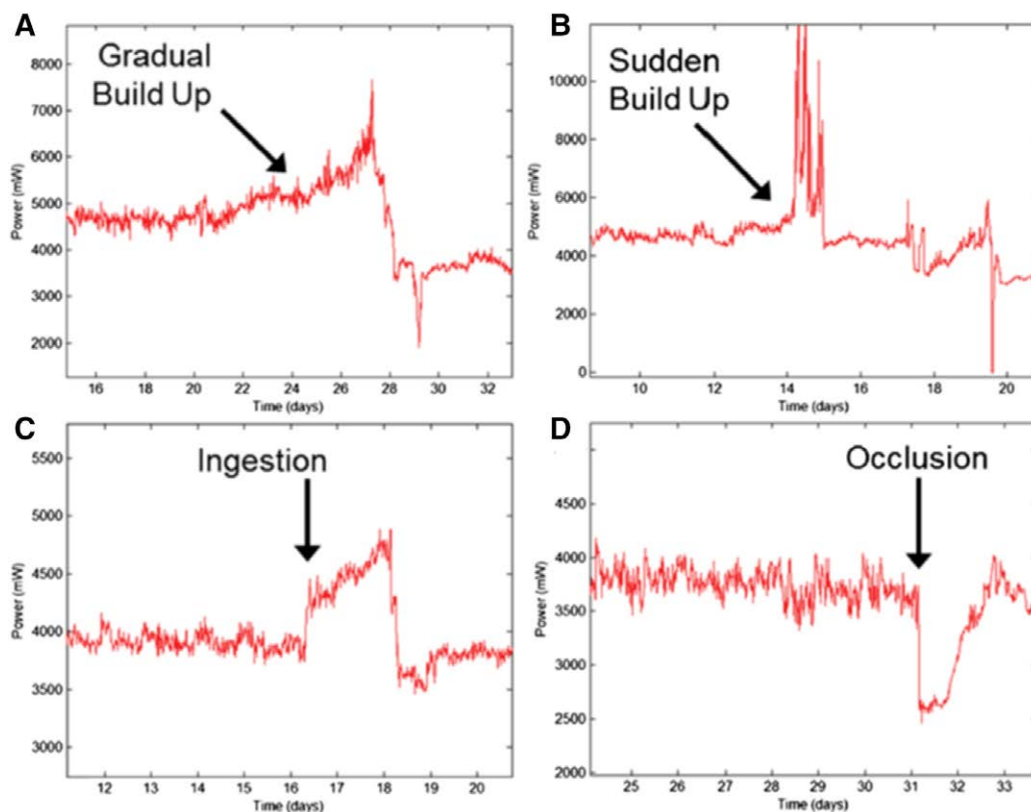 A
Gradual
Build Up
8000
7000
6000
5000
4000
3000
2000
Power (mW)
16 18 20 22 24 26 28 30 32
Time (days)
B
Sudden
Build Up
10000
8000
6000
4000
2000
0
Power (mW)
10 12 14 16 18 20
Time (days)
C
Ingestion
5500
5000
4500
4000
3500
3000
Power (mW)
12 13 14 15 16 17 18 19 20
Time (days)
D
Occlusion
4500
4000
3500
3000
2500
2000
Power (mW)
25 26 27 28 29 30 31 32 33
Time (days)